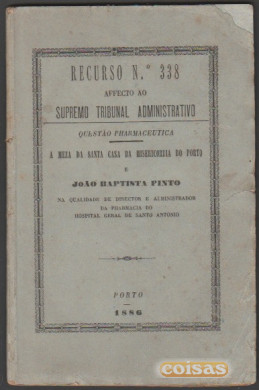 RECURSO N.º 338
AFFECTO AO
SUPREMO TRIBUNAL ADMINISTRATIVO
QUESTÃO PHARMACEUTICA
A MEZA DA SANTA CASA DA MISERICORDIA DO PORTO
E
JOÃO BAPTISTA PINTO
NA QUALIDADE DE DIRECTOR E ADMINISTRADOR
DA PHARMACIA DO
HOSPITAL GERAL DE SANTO ANTONIO
PORTO
1886
coisas